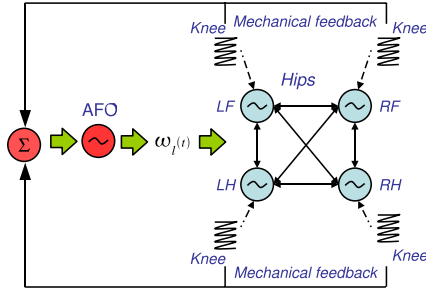 Mechanical feedback
Knee
Knee
Hips
AFO
LF
RF
Σ
ω_l^(t)
LH
RH
Knee
Knee
Mechanical feedback